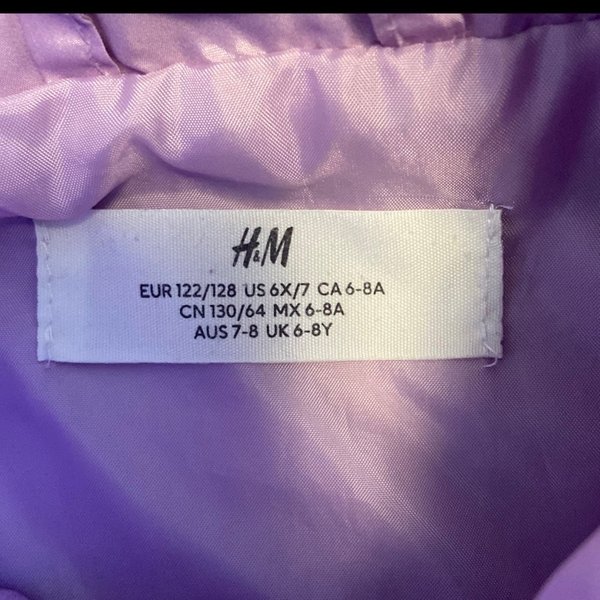 H&M
EUR 122/128 US 6X/7 CA 6-8A
CN 130/64 MX 6-8A
AUS 7-8 UK 6-8Y